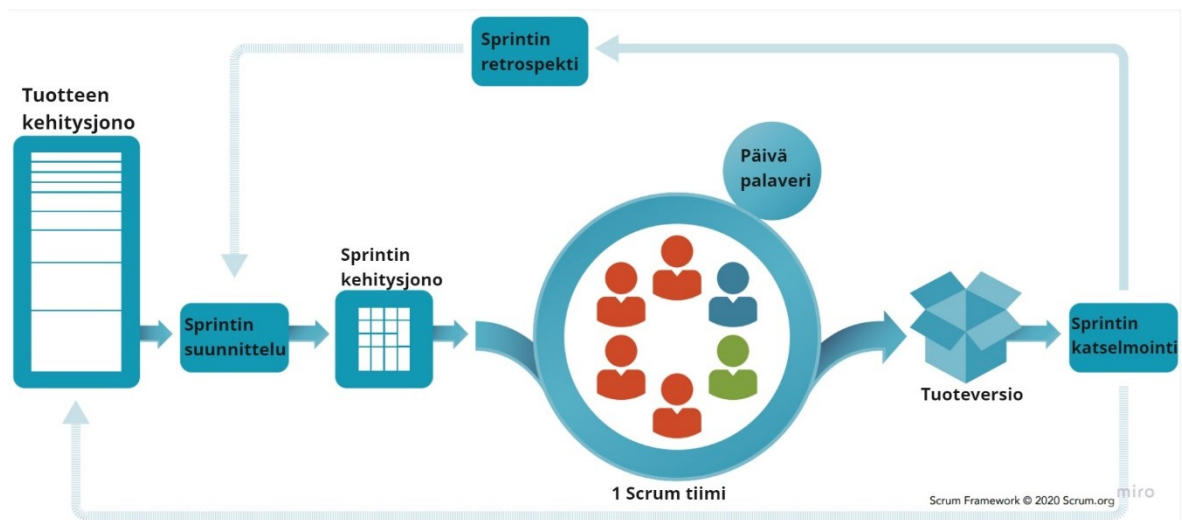 Sprintin
retrospekti
Tuotteen
kehitysjono
Päivä
palaveri
Sprintin
kehitysjono
Sprintin
suunnittelu
Sprintin
katselmointi
Tuoteversio
1 Scrum tiimi
Scrum Framework © 2020 Scrum.org
miro